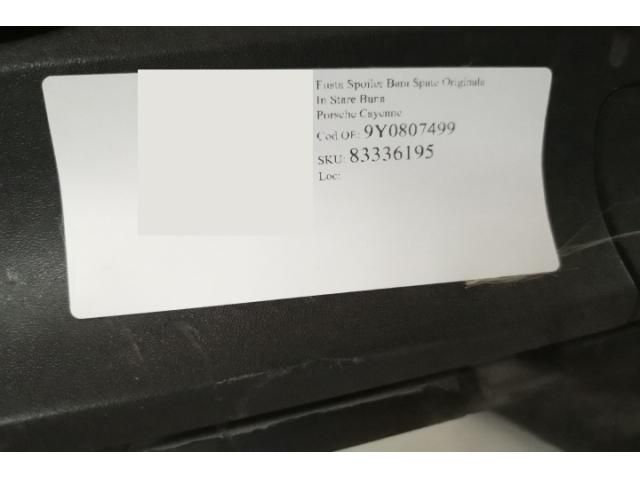 Fusta Spoiler Bara Spate Originala
In Stare Buna
Porsche Cayenne
Cod OE: 9Y0807499
SKU: 83336195
Loc: